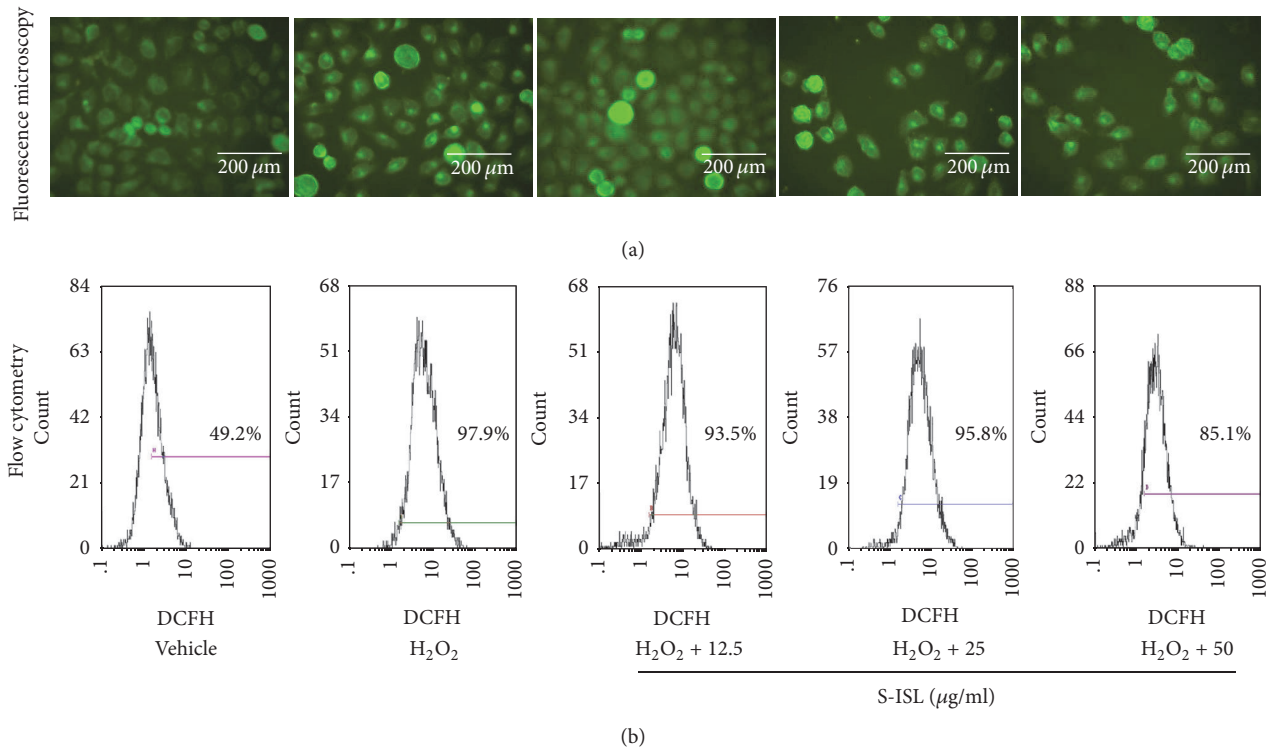 Fluorescence microscopy
200 μm 200 μm 200 μm 200 μm 200 μm
(a)
Flow cytometry
Count
84
63
42
21
0
49.2%
.1 1 10 100 1000
DCFH
Vehicle
Count
68
51
34
17
0
97.9%
.1 1 10 100 1000
DCFH
H₂O₂
Count
68
51
34
17
0
93.5%
.1 1 10 100 1000
DCFH
H₂O₂ + 12.5
Count
76
57
38
19
0
95.8%
.1 1 10 100 1000
DCFH
H₂O₂ + 25
Count
88
66
44
22
0
85.1%
.1 1 10 100 1000
DCFH
H₂O₂ + 50
S-ISL (μg/ml)
(b)